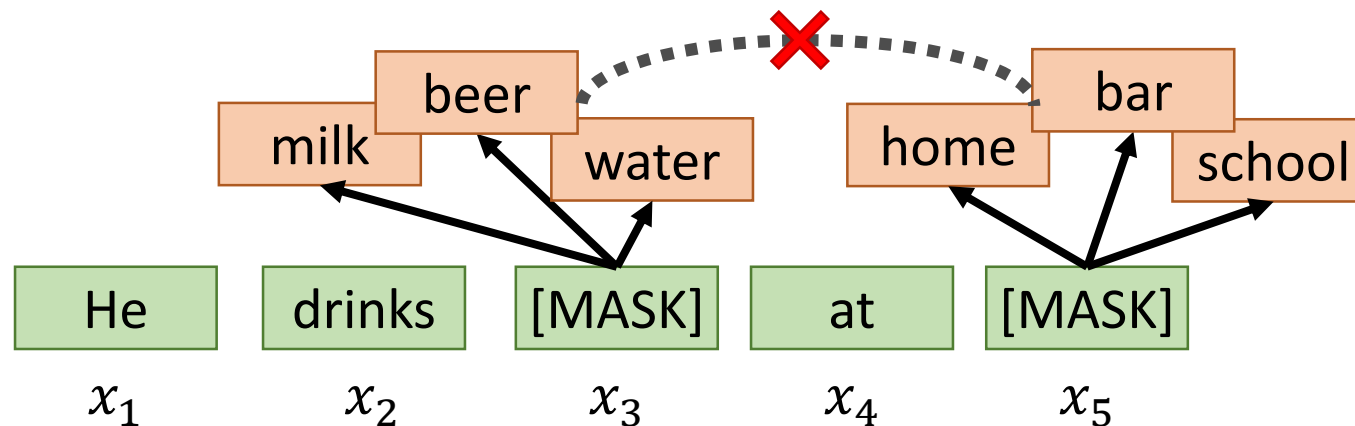 beer bar
milk water home school
He drinks [MASK] at [MASK]
x₁ x₂ x₃ x₄ x₅